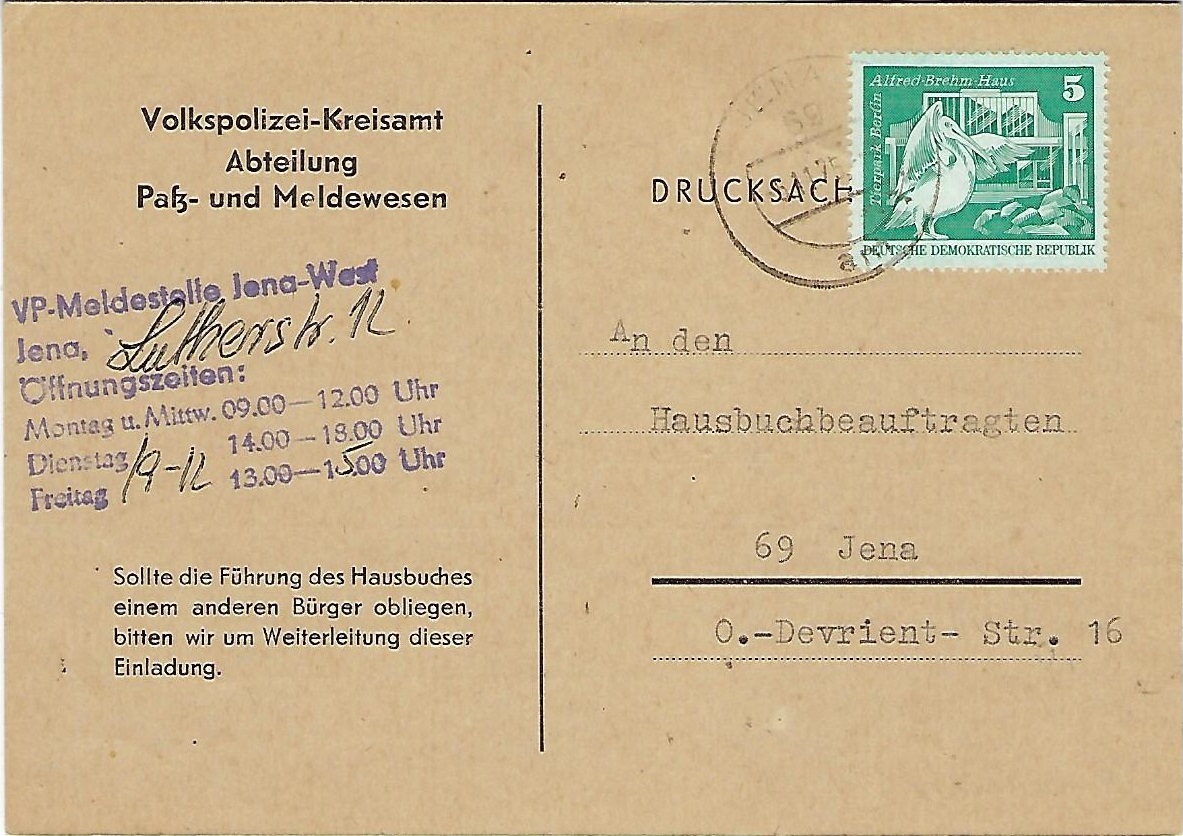 Volkspolizei-Kreisamt
Abteilung
Paß- und Meldewesen
VP-Meldestelle Jena-West
Jena, Lutherstr. 12
Öffnungszeiten:
Montag u. Mittw. 09.00—12.00 Uhr
Dienstag 14.00—18.00 Uhr
Freitag /9-12 13.00—15.00 Uhr
Sollte die Führung des Hausbuches
einem anderen Bürger obliegen,
bitten wir um Weiterleitung dieser
Einladung.
JENA
69
DRUCKSACH
Alfred-Brehm-Haus
5
Tierpark Berlin
DEUTSCHE DEMOKRATISCHE REPUBLIK
An den
Hausbuchbeauftragten
69 Jena
O.-Devrient- Str. 16